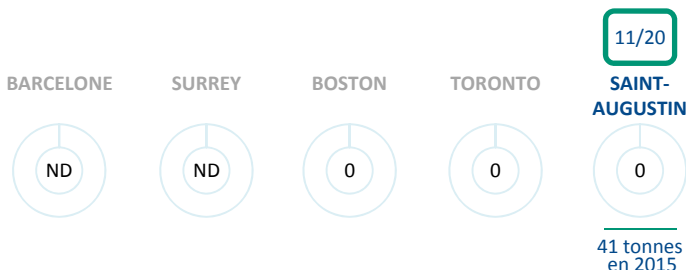 11/20
BARCELONE
SURREY
BOSTON
TORONTO
SAINT-
AUGUSTIN
ND
ND
0
0
0
41 tonnes
en 2015